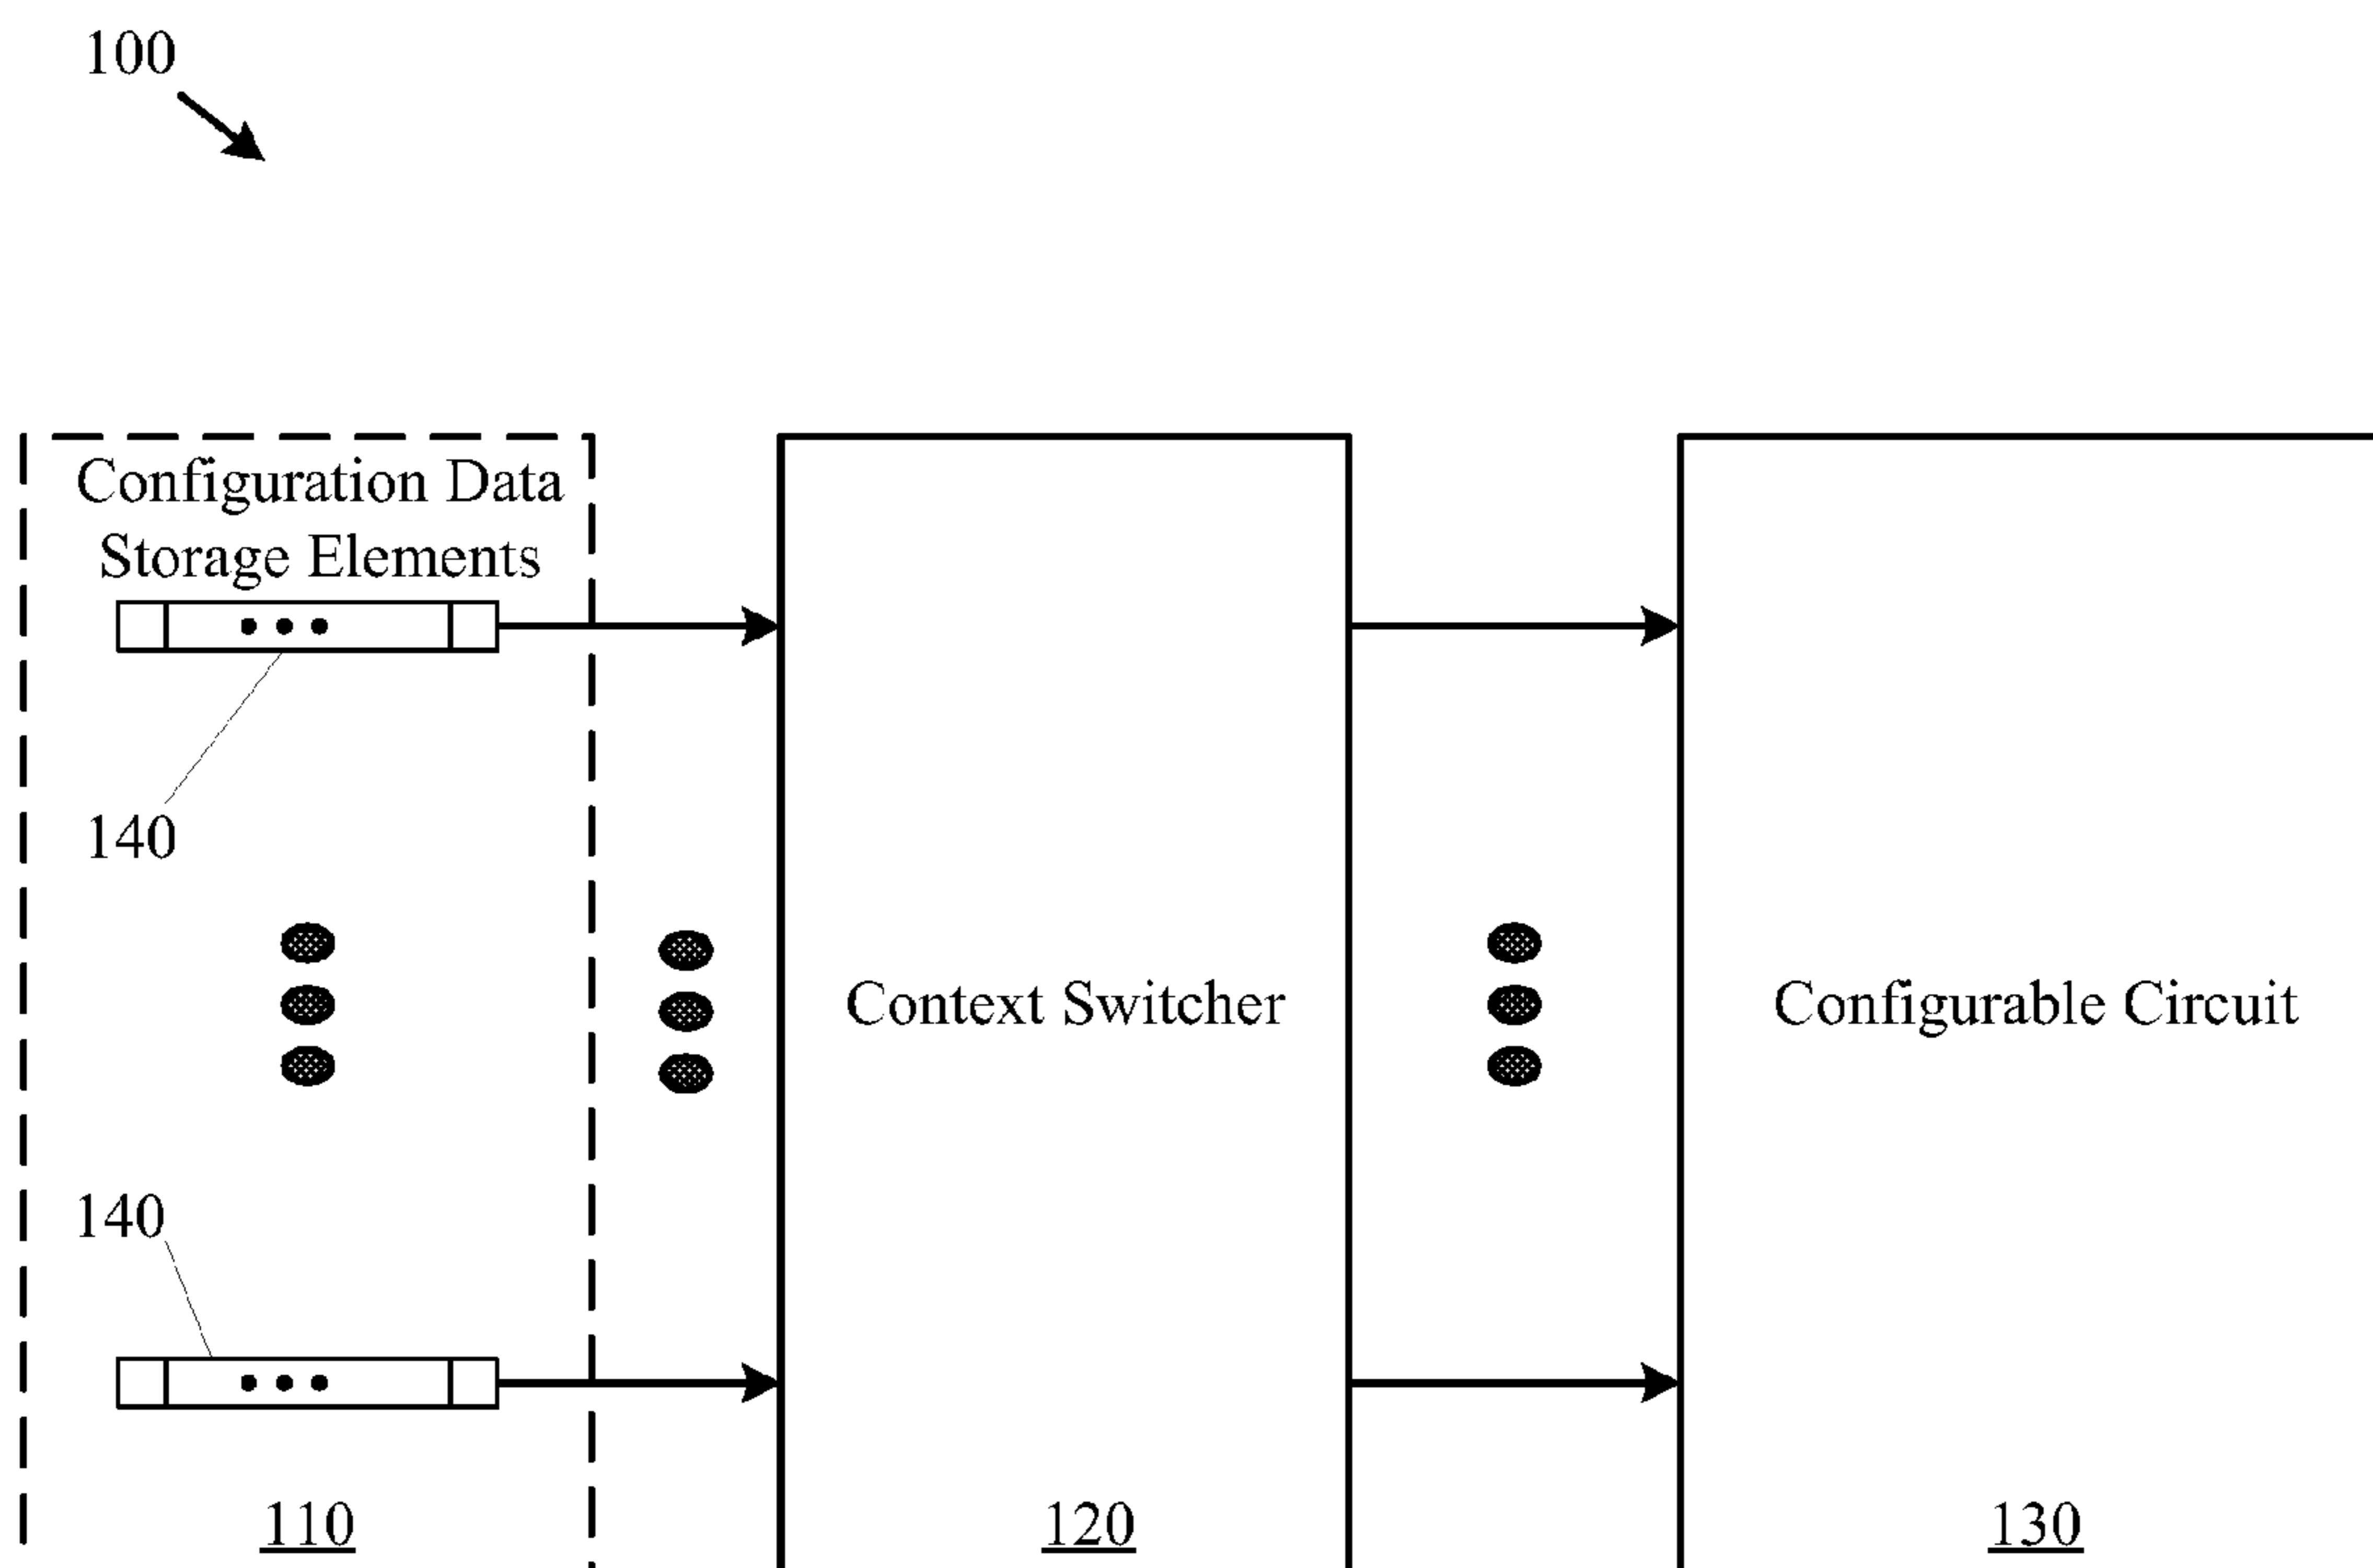 100
Configuration Data
Storage Elements
140
Context Switcher
Configurable Circuit
140
110
120
130